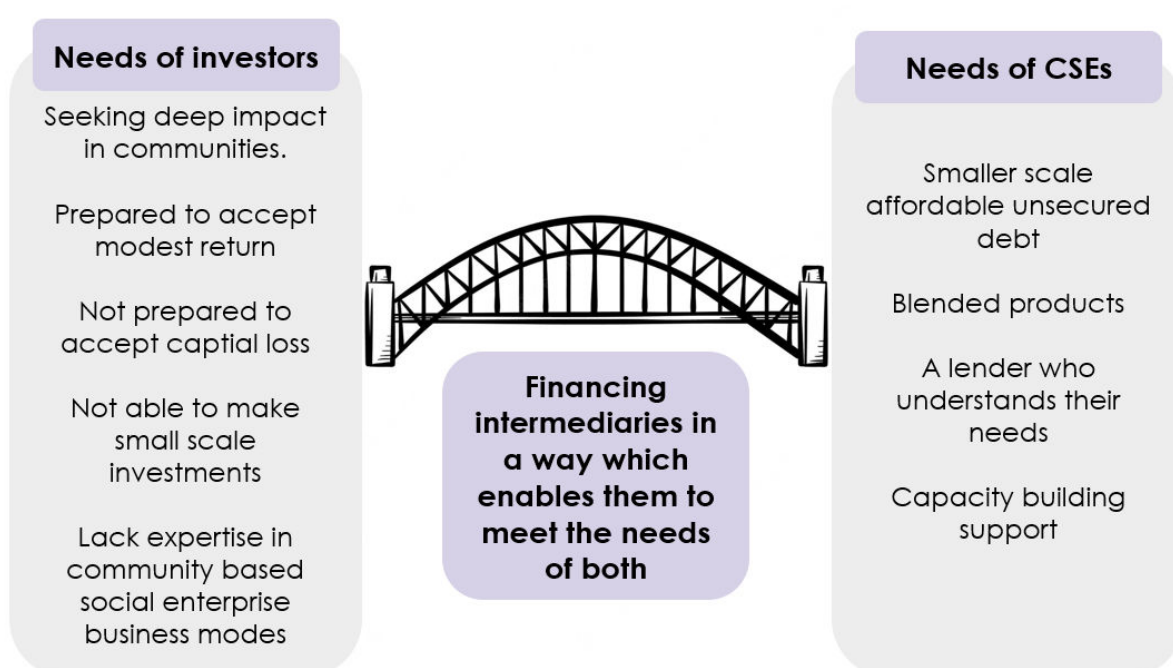 Needs of investors
Seeking deep impact
in communities.
Prepared to accept
modest return
Not prepared to
accept captial loss
Not able to make
small scale
investments
Lack expertise in
community based
social enterprise
business modes
Financing
intermediaries in
a way which
enables them to
meet the needs
of both
Needs of CSEs
Smaller scale
affordable unsecured
debt
Blended products
A lender who
understands their
needs
Capacity building
support